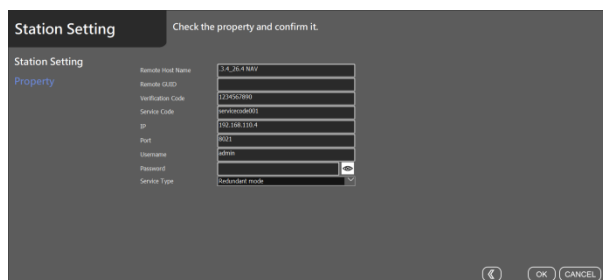 Station Setting
Check the property and confirm it.
Station Setting
Property
Remote Host Name .3.4_26.4 NAV
Remote GUID
Verification Code 1234567890
Service Code servicecode001
IP 192.168.110.4
Port 8021
Username admin
Password
Service Type Redundant mode
OK CANCEL